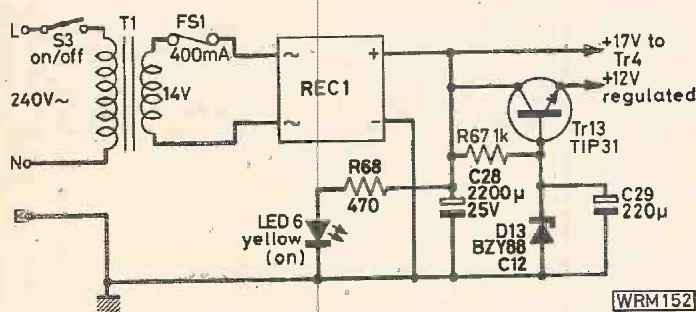 L
S3
on/off
T1
FS1
400mA
240V~
14V
N
E
~
~
REC1
+
−
+17V to
Tr4
+12V
regulated
Tr13
TIP31
R67 1k
R68
470
C28
2200µ
25V
LED 6
yellow
(on)
D13
BZY88
C12
C29
220µ
WRM152